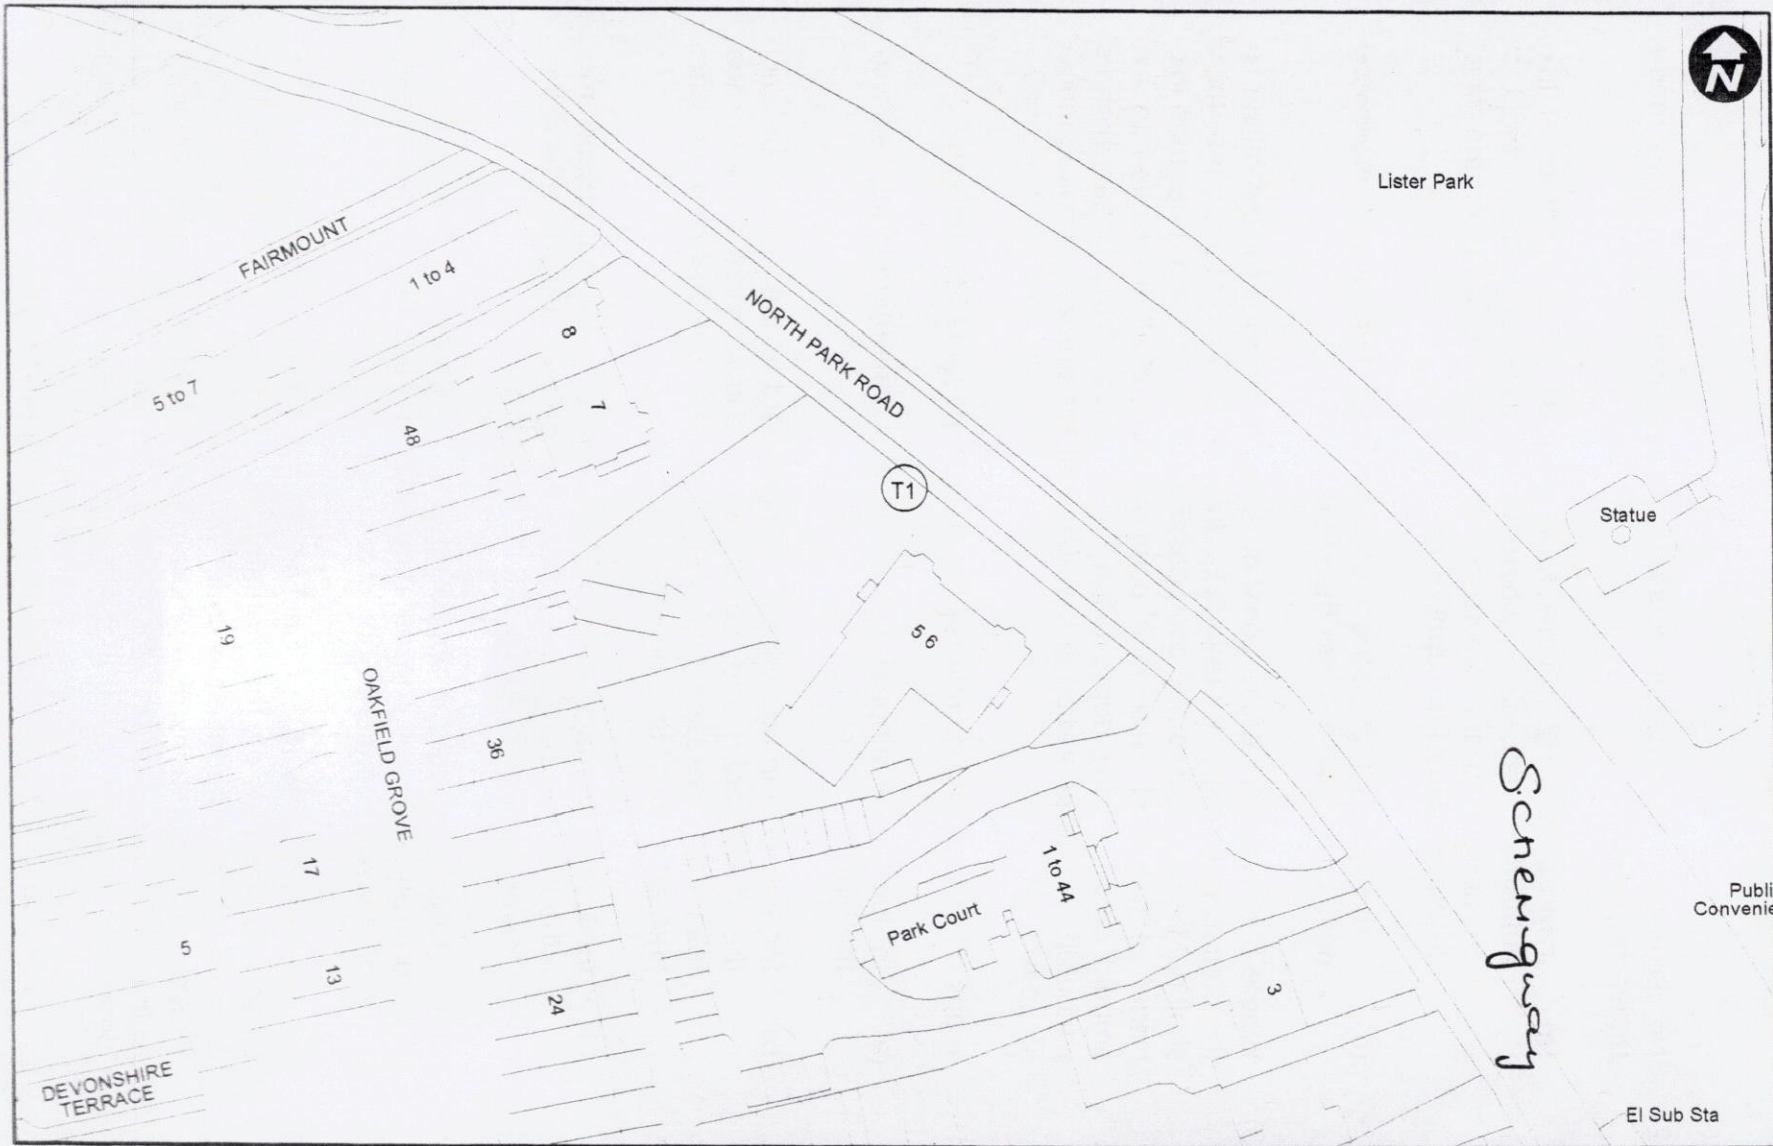 N
Lister Park
FAIRMOUNT
1 to 4
NORTH PARK ROAD
8
5 to 7
7
48
T1
Statue
19
5 6
OAKFIELD GROVE
36
1 to 44
17
Park Court
Publi
Convenie
5
13
3
24
DEVONSHIRE
TERRACE
El Sub Sta